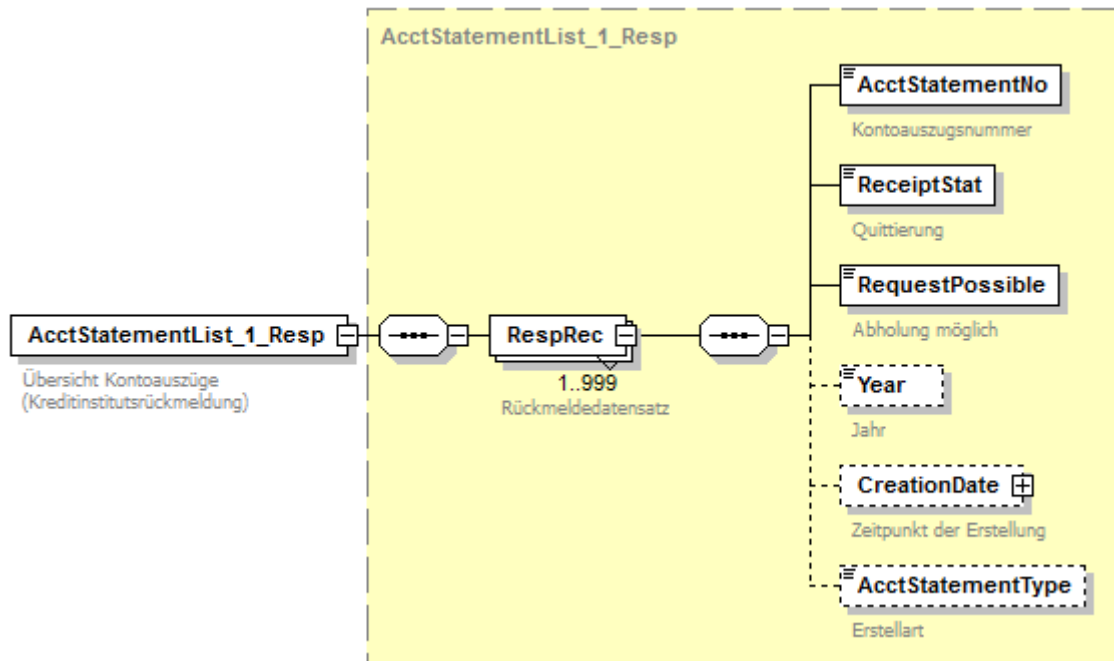 AcctStatementList_1_Resp
AcctStatementNo
Kontoauszugsnummer
ReceiptStat
Quittierung
RequestPossible
Abholung möglich
AcctStatementList_1_Resp
Übersicht Kontoauszüge
(Kreditinstitutsrückmeldung)
RespRec
1..999
Rückmeldedatensatz
Year
Jahr
CreationDate
Zeitpunkt der Erstellung
AcctStatementType
Erstellart